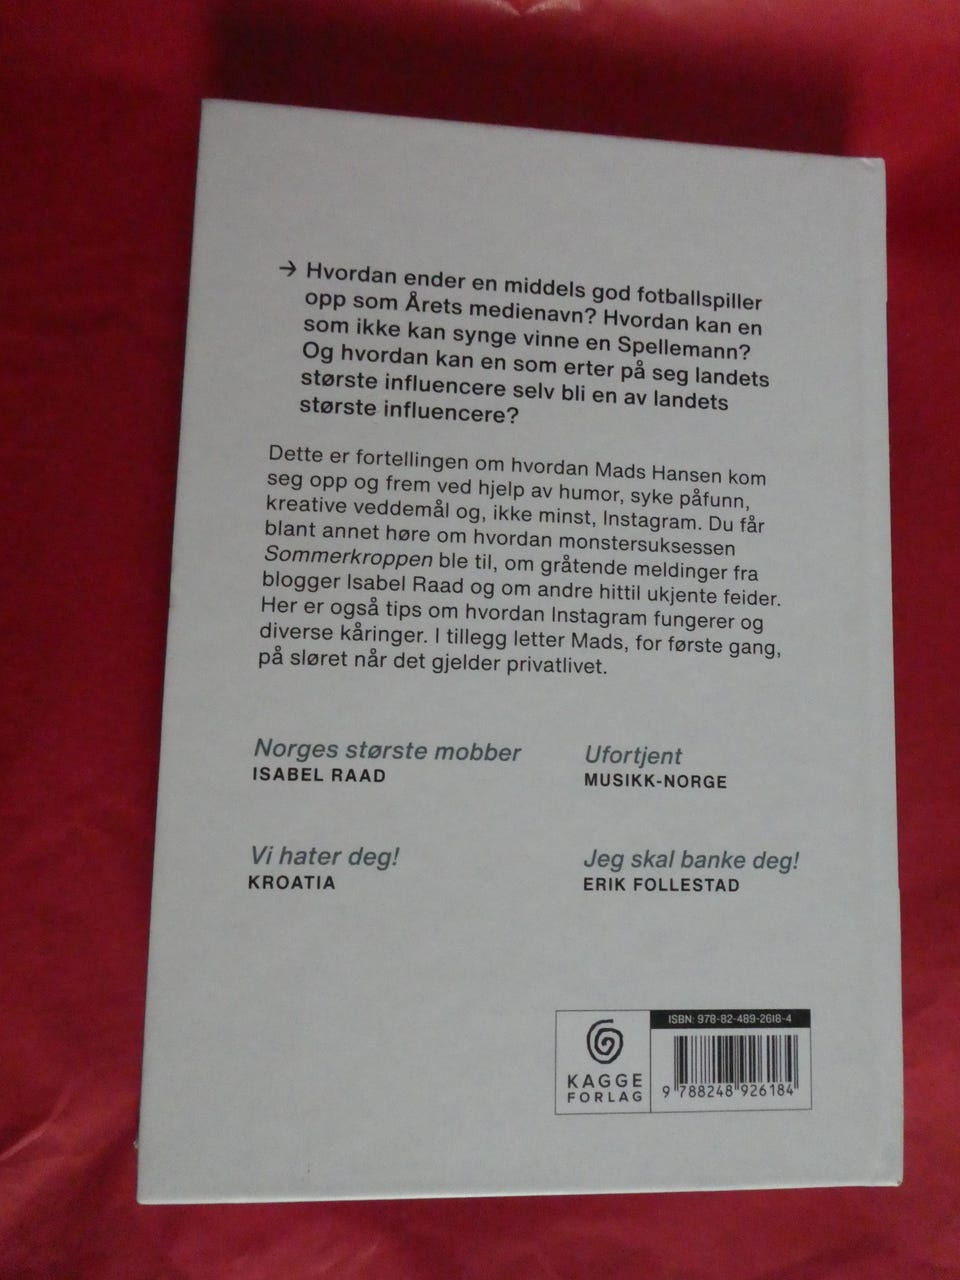 → Hvordan ender en middels god fotballspiller
opp som Årets medienavn? Hvordan kan en
som ikke kan synge vinne en Spellemann?
Og hvordan kan en som erter på seg landets
største influencere selv bli en av landets
største influencere?
Dette er fortellingen om hvordan Mads Hansen kom
seg opp og frem ved hjelp av humor, syke påfunn,
kreative veddemål og, ikke minst, Instagram. Du får
blant annet høre om hvordan monstersuksessen
Sommerkroppen ble til, om gråtende meldinger fra
blogger Isabel Raad og om andre hittil ukjente feider.
Her er også tips om hvordan Instagram fungerer og
diverse kåringer. I tillegg letter Mads, for første gang,
på sløret når det gjelder privatlivet.
Norges største mobber
ISABEL RAAD
Ufortjent
MUSIKK-NORGE
Vi hater deg!
KROATIA
Jeg skal banke deg!
ERIK FOLLESTAD
KAGGE
FORLAG
ISBN: 978-82-489-2618-4
9 788248 926184